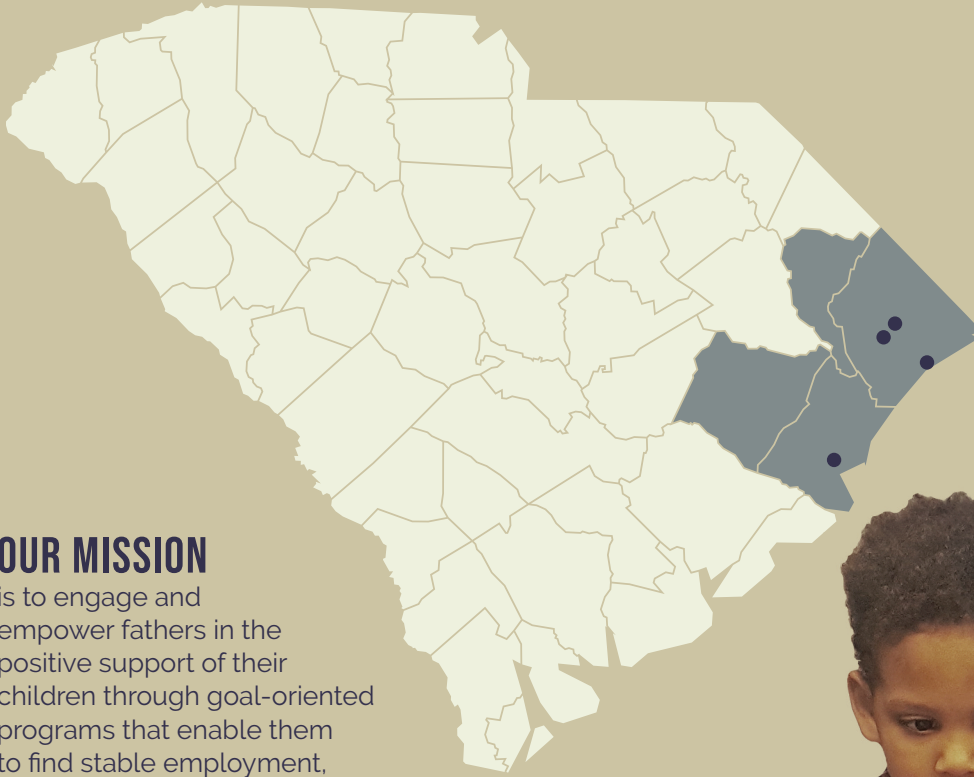 OUR MISSION
is to engage and
empower fathers in the
positive support of their
children through goal-oriented
programs that enable them
to find stable employment,